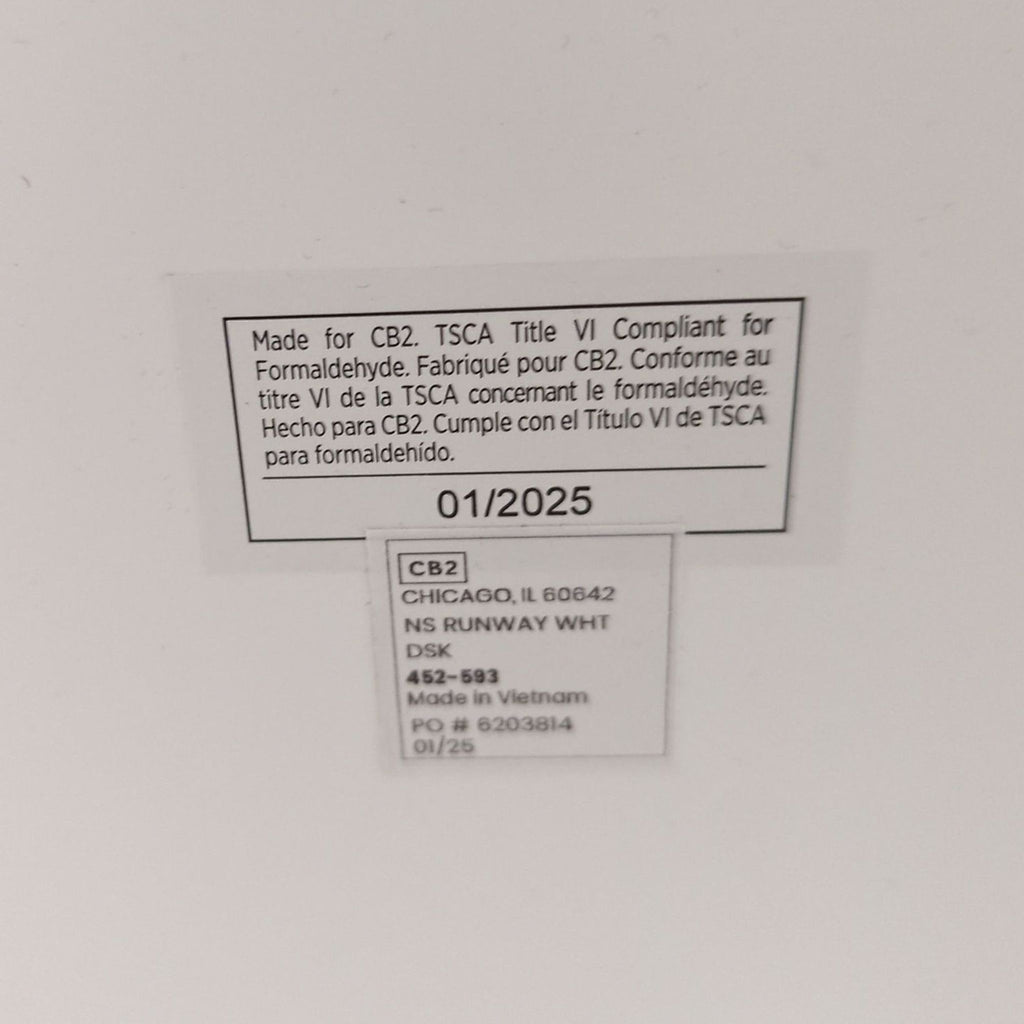 Made for CB2. TSCA Title VI Compliant for
Formaldehyde. Fabriqué pour CB2. Conforme au
titre VI de la TSCA concernant le formaldéhyde.
Hecho para CB2. Cumple con el Título VI de TSCA
para formaldehído.
01/2025
CB2
CHICAGO, IL 60642
NS RUNWAY WHT
DSK
452-593
Made in Vietnam
PO # 6203814
01/25